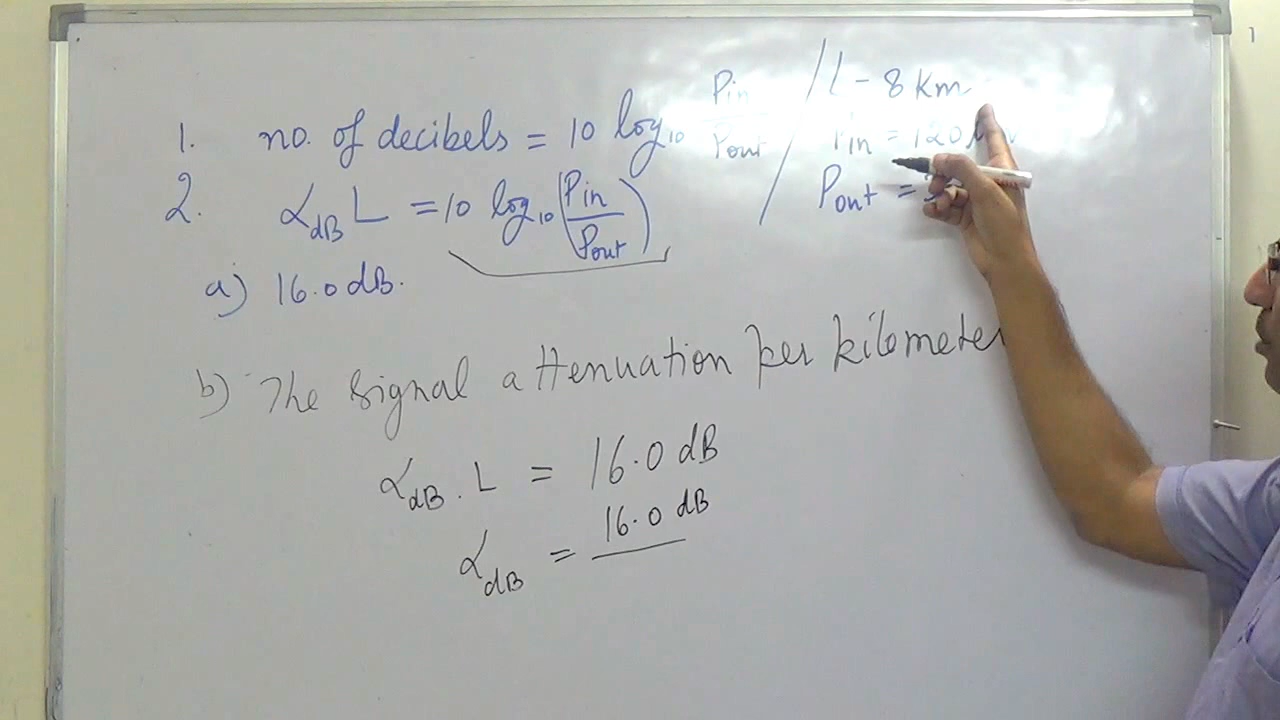 1. no. of decibels = 10 log₁₀ Pin/Pout
L - 8 Km
Pin = 120
Pout =
2. α_dB L = 10 log₁₀ (Pin/Pout)
a) 16.0 dB.
b) The signal attenuation per kilometer
α_dB . L = 16.0 dB
α_dB = 16.0 dB